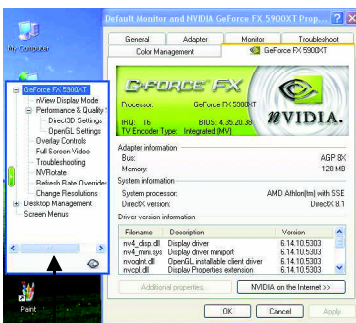 Default Monitor and NVIDIA GeForce FX 5900XT Prop...
My Computer
General
Adapter
Monitor
Troubleshoot
Color Management
GeForce FX 5900XT
GeForce FX 5900XT
nView Display Mode
Performance & Quality
Direct3D Settings
OpenGL Settings
Overlay Controls
Full Screen Video
Troubleshooting
NVRotate
Refresh Rate Overrides
Change Resolutions
Desktop Management
Screen Menus
Paint
GEFORCE FX
NVIDIA.
Processor: GeForce FX 5900XT
IRQ: 16
BIOS: 4.35.20.38
TV Encoder Type: Integrated (MV)
Adapter information
Bus: AGP 8X
Memory: 128 MB
System information
System processor: AMD Athlon(tm) with SSE
DirectX version: DirectX 8.1
Driver version information
Filename Description Version
nv4_disp.dll Display driver 6.14.10.5303
nv4_mini.sys Display driver miniport 6.14.10.5303
nvoglnt.dll OpenGL installable client driver 6.14.10.5303
nvcpl.dll Display Properties extension 6.14.10.5303
Additional properties...
NVIDIA on the Internet >>
OK
Cancel
Apply